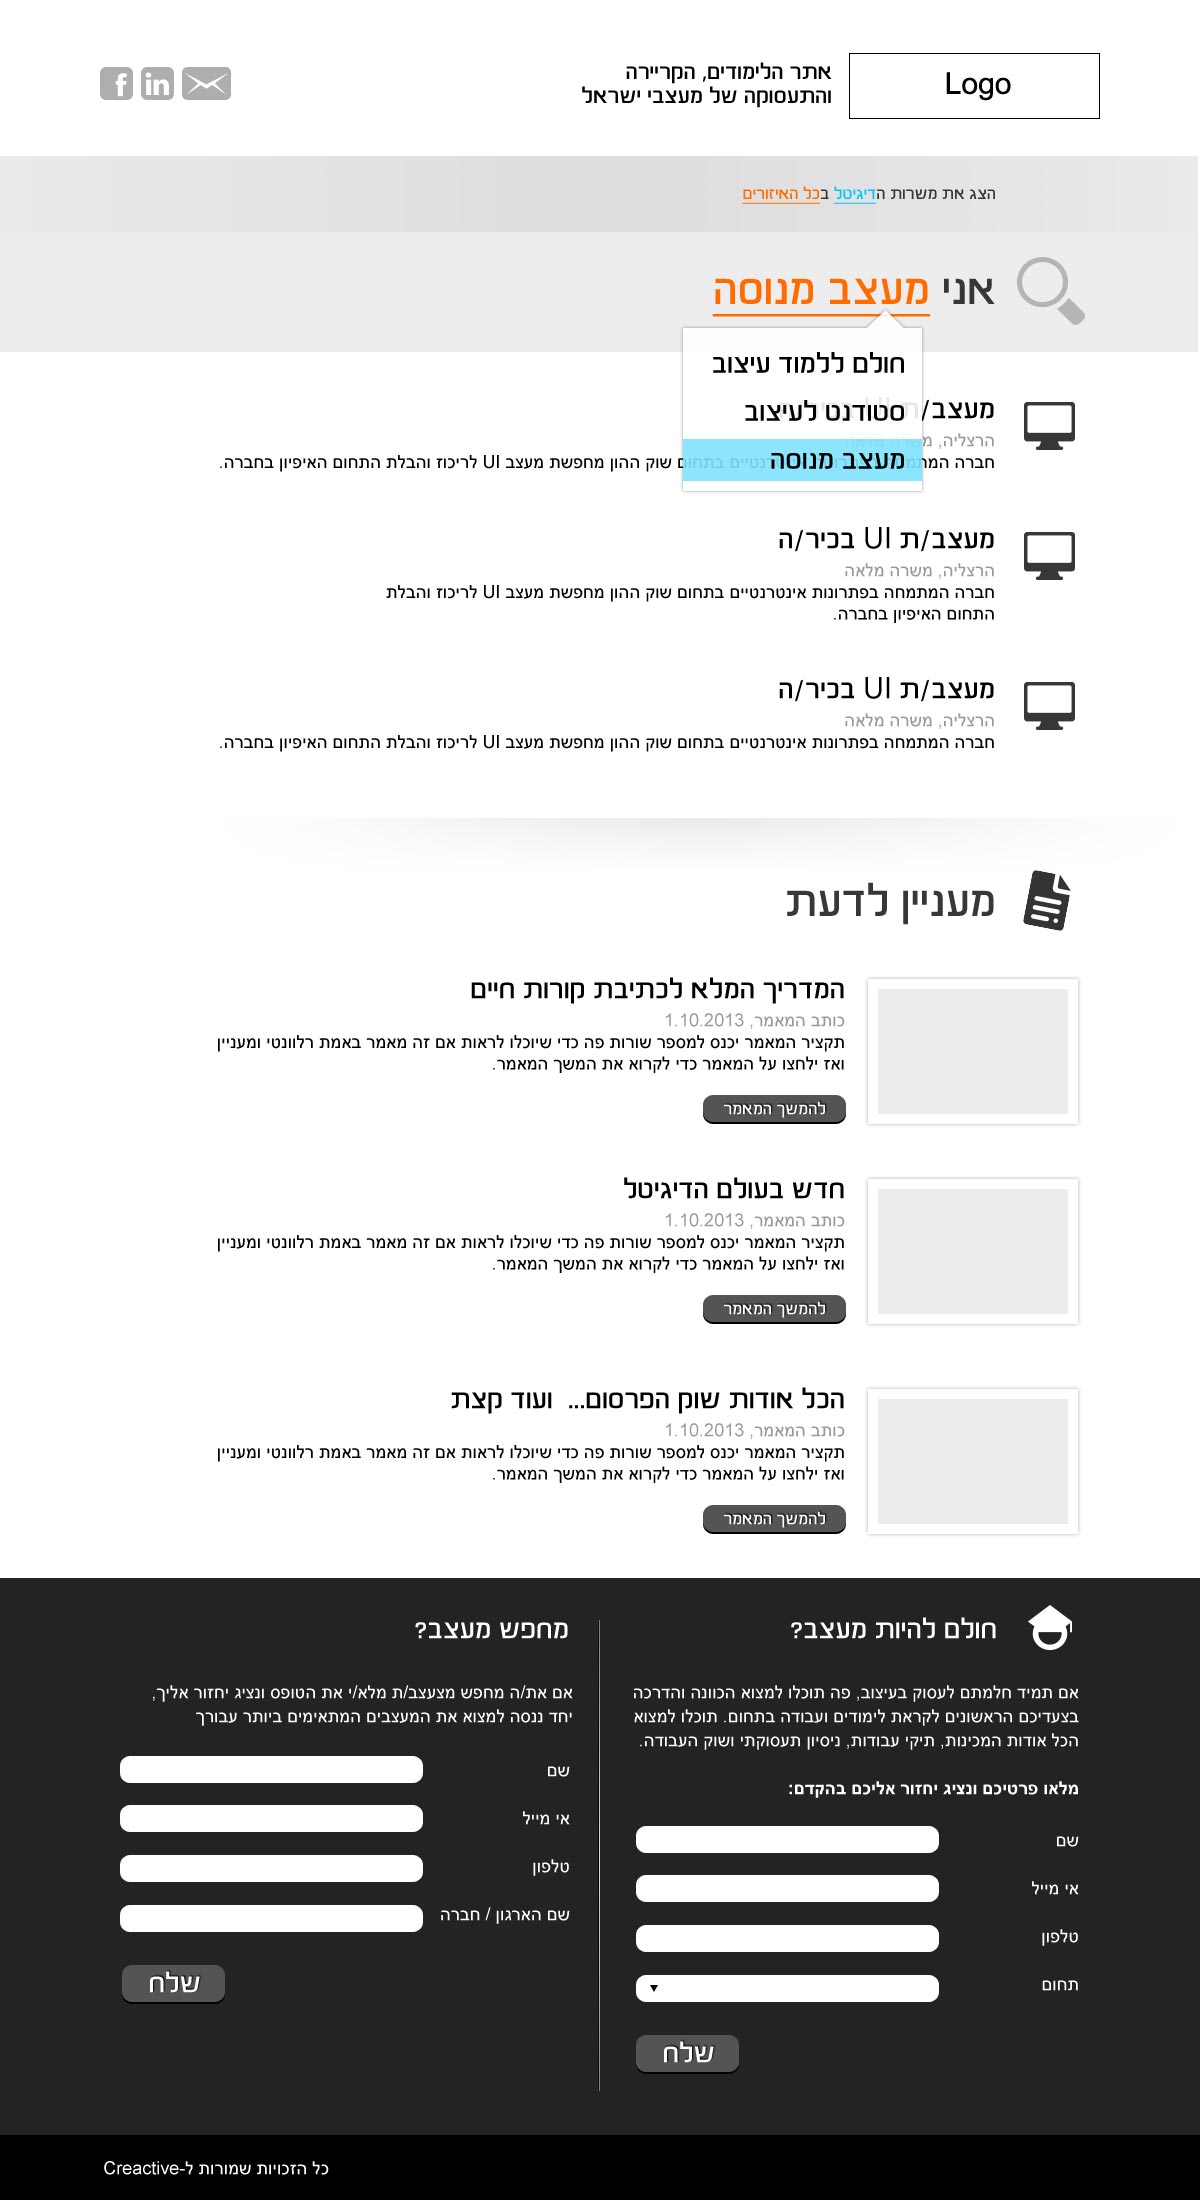 Logo
אתר הלימודים, הקריירה
והתעסוקה של מעצבי ישראל
הצג את משרות הדיגיטל בכל האיזורים
אני מעצב מנוסה
חולם ללמוד עיצוב
סטודנט לעיצוב
מעצב מנוסה
מעצב/ת UI בכיר/ה
הרצליה, משרה מלאה
חברה המתמחה בפתרונות אינטרנטיים בתחום שוק ההון מחפשת מעצב UI לריכוז והבלת התחום האיפיון בחברה.
מעצב/ת UI בכיר/ה
הרצליה, משרה מלאה
חברה המתמחה בפתרונות אינטרנטיים בתחום שוק ההון מחפשת מעצב UI לריכוז והבלת
התחום האיפיון בחברה.
מעצב/ת UI בכיר/ה
הרצליה, משרה מלאה
חברה המתמחה בפתרונות אינטרנטיים בתחום שוק ההון מחפשת מעצב UI לריכוז והבלת התחום האיפיון בחברה.
מעניין לדעת
המדריך המלא לכתיבת קורות חיים
כותב המאמר, 1.10.2013
תקציר המאמר יכנס למספר שורות פה כדי שיוכלו לראות אם זה מאמר באמת רלוונטי ומעניין
ואז ילחצו על המאמר כדי לקרוא את המשך המאמר.
להמשך המאמר
חדש בעולם הדיגיטל
כותב המאמר, 1.10.2013
תקציר המאמר יכנס למספר שורות פה כדי שיוכלו לראות אם זה מאמר באמת רלוונטי ומעניין
ואז ילחצו על המאמר כדי לקרוא את המשך המאמר.
להמשך המאמר
הכל אודות שוק הפרסום... ועוד קצת
כותב המאמר, 1.10.2013
תקציר המאמר יכנס למספר שורות פה כדי שיוכלו לראות אם זה מאמר באמת רלוונטי ומעניין
ואז ילחצו על המאמר כדי לקרוא את המשך המאמר.
להמשך המאמר
חולם להיות מעצב?
אם תמיד חלמתם לעסוק בעיצוב, פה תוכלו למצוא הכוונה והדרכה
בצעדיכם הראשונים לקראת לימודים ועבודה בתחום. תוכלו למצוא
הכל אודות המכינות, תיקי עבודות, ניסיון תעסוקתי ושוק העבודה.
מלאו פרטיכם ונציג יחזור אליכם בהקדם:
שם
אי מייל
טלפון
תחום
שלח
מחפש מעצב?
אם את/ה מחפש מצעצב/ת מלא/י את הטופס ונציג יחזור אליך,
יחד ננסה למצוא את המעצבים המתאימים ביותר עבורך
שם
אי מייל
טלפון
שם הארגון / חברה
שלח
כל הזכויות שמורות ל-Creactive